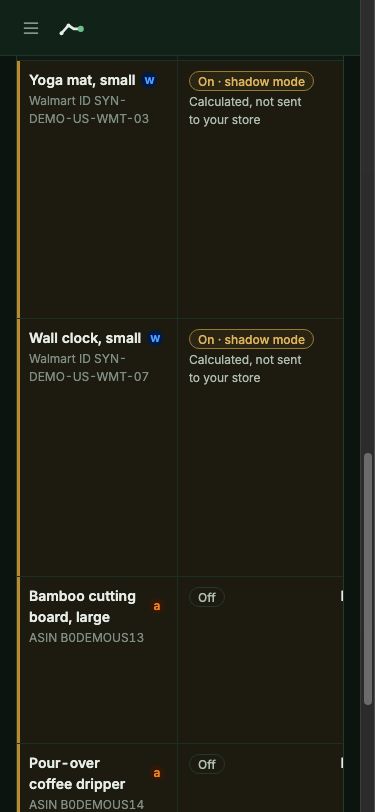 Yoga mat, small w
On · shadow mode
Walmart ID SYN-
DEMO-US-WMT-03
Calculated, not sent
to your store
Wall clock, small w
On · shadow mode
Walmart ID SYN-
DEMO-US-WMT-07
Calculated, not sent
to your store
Bamboo cutting
board, large
a
ASIN B0DEMOUS13
Off
Pour-over
coffee dripper
a
ASIN B0DEMOUS14
Off